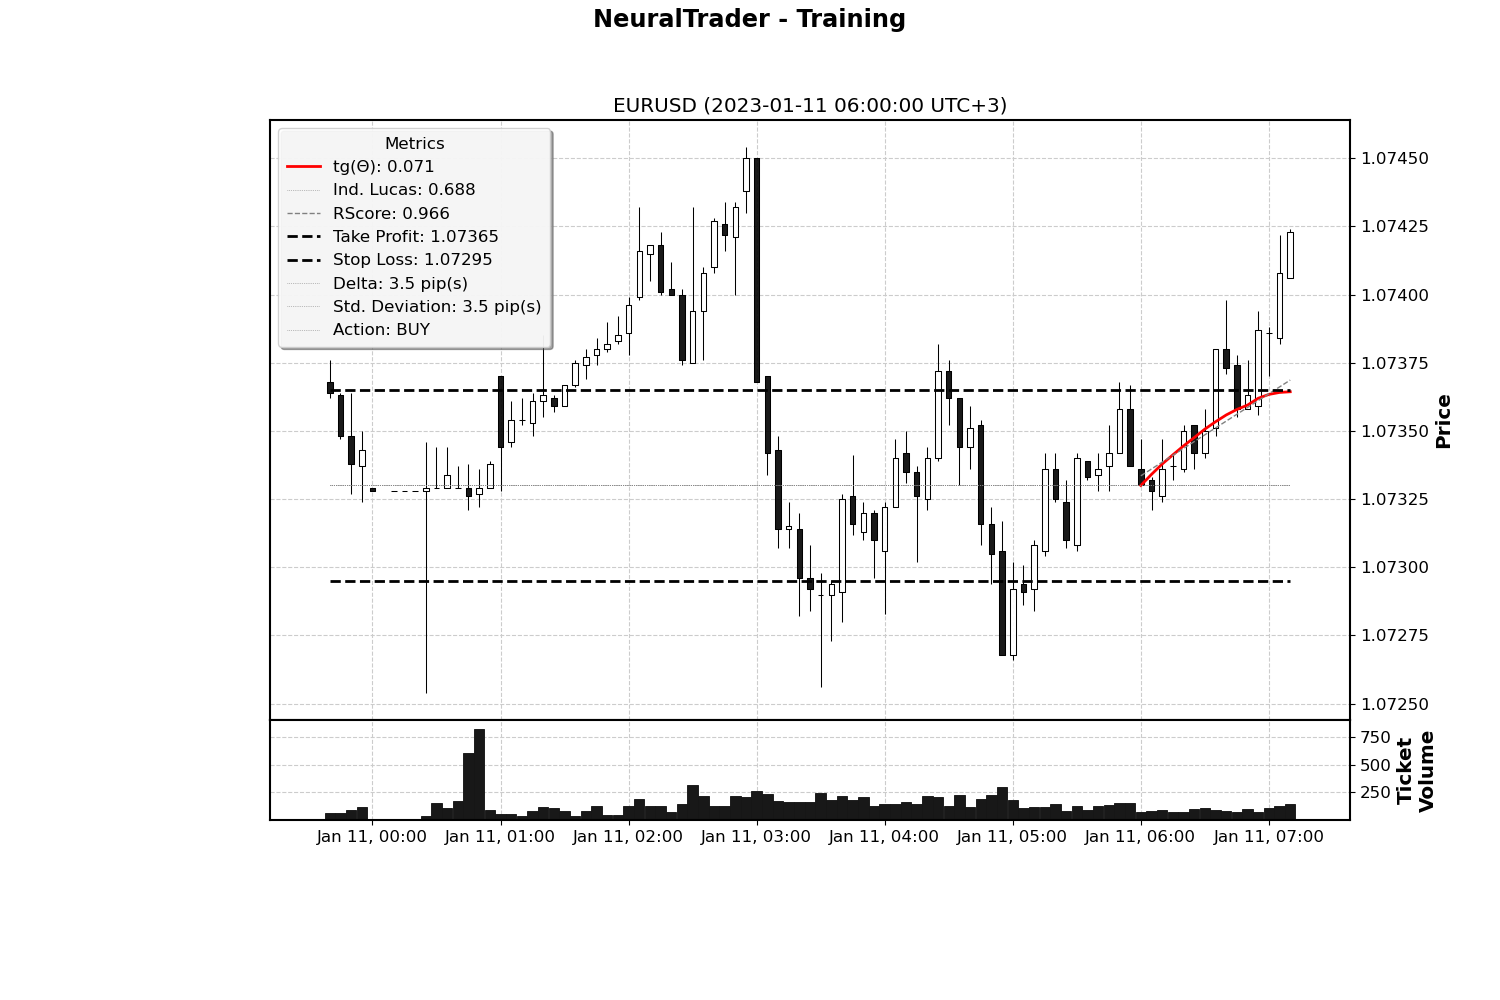 NeuralTrader - Training
EURUSD (2023-01-11 06:00:00 UTC+3)
Metrics
tg(Θ): 0.071
Ind. Lucas: 0.688
RScore: 0.966
Take Profit: 1.07365
Stop Loss: 1.07295
Delta: 3.5 pip(s)
Std. Deviation: 3.5 pip(s)
Action: BUY
1.07450
1.07425
1.07400
1.07375
1.07350
1.07325
1.07300
1.07275
1.07250
Price
750
500
250
Ticket
Volume
Jan 11, 00:00 Jan 11, 01:00 Jan 11, 02:00 Jan 11, 03:00 Jan 11, 04:00 Jan 11, 05:00 Jan 11, 06:00 Jan 11, 07:00